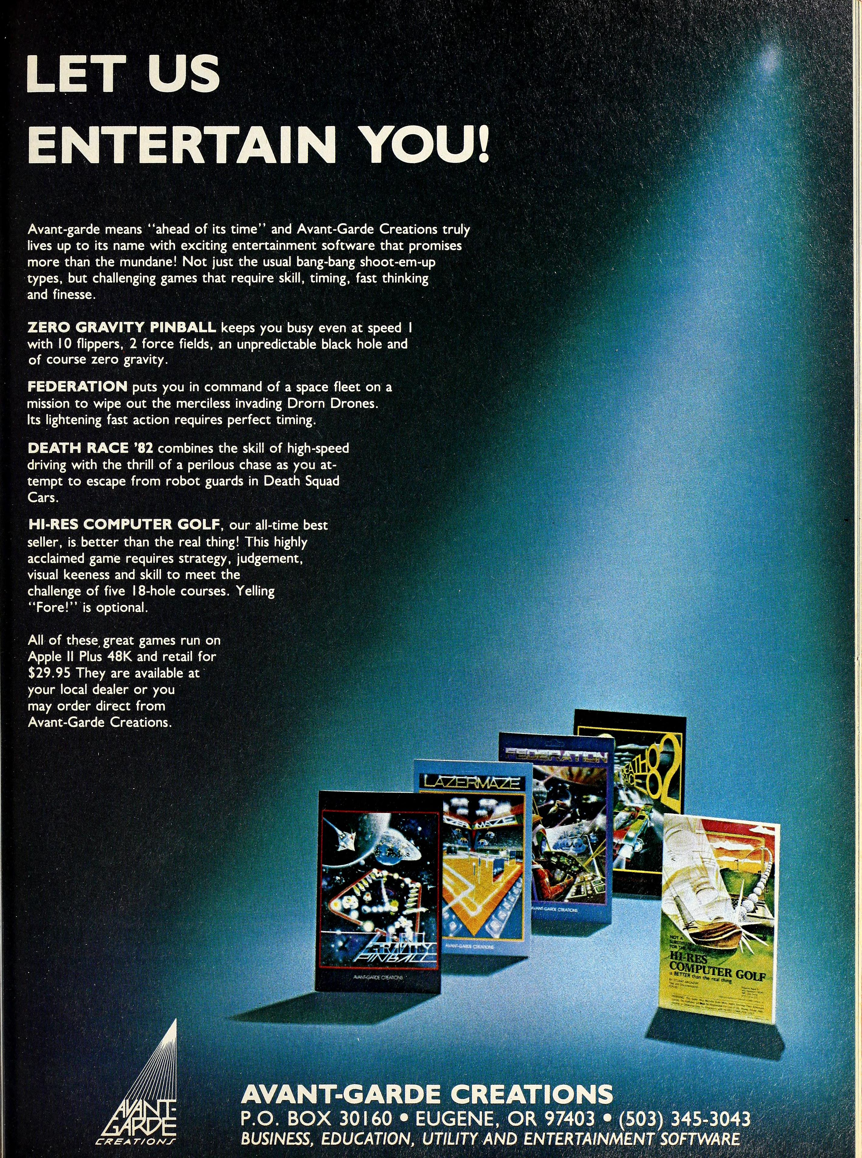 LET US
ENTERTAIN YOU!
Avant-garde means "ahead of its time" and Avant-Garde Creations truly
lives up to its name with exciting entertainment software that promises
more than the mundane! Not just the usual bang-bang shoot-em-up
types, but challenging games that require skill, timing, fast thinking
and finesse.
ZERO GRAVITY PINBALL keeps you busy even at speed 1
with 10 flippers, 2 force fields, an unpredictable black hole and
of course zero gravity.
FEDERATION puts you in command of a space fleet on a
mission to wipe out the merciless invading Drorn Drones.
Its lightening fast action requires perfect timing.
DEATH RACE '82 combines the skill of high-speed
driving with the thrill of a perilous chase as you at-
tempt to escape from robot guards in Death Squad
Cars.
HI-RES COMPUTER GOLF, our all-time best
seller, is better than the real thing! This highly
acclaimed game requires strategy, judgement,
visual keeness and skill to meet the
challenge of five 18-hole courses. Yelling
"Fore!" is optional.
All of these great games run on
Apple II Plus 48K and retail for
$29.95 They are available at
your local dealer or you
may order direct from
Avant-Garde Creations.
DEATH
RACE 82
FEDERATION
AVANT-GARDE CREATIONS
LAZERMAZE
LAZER MAZE
AVANT-GARDE CREATIONS
ZERO
GRAVITY
PINBALL
AVANT-GARDE CREATIONS
HI-RES
COMPUTER GOLF
BETTER than the real thing
AVANT-
GARDE
CREATIONS
AVANT-GARDE CREATIONS
P.O. BOX 30160 • EUGENE, OR 97403 • (503) 345-3043
BUSINESS, EDUCATION, UTILITY AND ENTERTAINMENT SOFTWARE